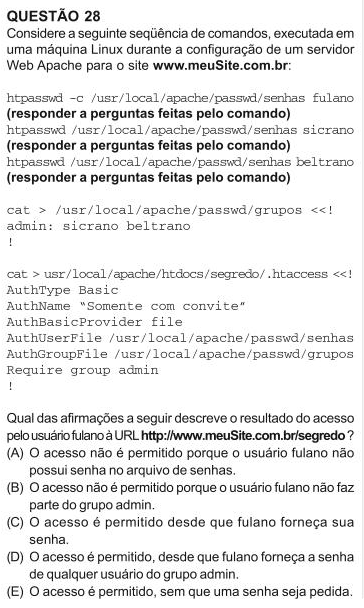 QUESTÃO 28
Considere a seguinte seqüência de comandos, executada em
uma máquina Linux durante a configuração de um servidor
Web Apache para o site www.meuSite.com.br:
htpasswd -c /usr/local/apache/passwd/senhas fulano
(responder a perguntas feitas pelo comando)
htpasswd /usr/local/apache/passwd/senhas sicrano
(responder a perguntas feitas pelo comando)
htpasswd /usr/local/apache/passwd/senhas beltrano
(responder a perguntas feitas pelo comando)
cat > /usr/local/apache/passwd/grupos <<!
admin: sicrano beltrano
!
cat > usr/local/apache/htdocs/segredo/.htaccess <<!
AuthType Basic
AuthName “Somente com convite”
AuthBasicProvider file
AuthUserFile /usr/local/apache/passwd/senhas
AuthGroupFile /usr/local/apache/passwd/grupos
Require group admin
!
Qual das afirmações a seguir descreve o resultado do acesso
pelo usuário fulano à URL http://www.meuSite.com.br/segredo ?
(A) O acesso não é permitido porque o usuário fulano não
possui senha no arquivo de senhas.
(B) O acesso não é permitido porque o usuário fulano não faz
parte do grupo admin.
(C) O acesso é permitido desde que fulano forneça sua
senha.
(D) O acesso é permitido, desde que fulano forneça a senha
de qualquer usuário do grupo admin.
(E) O acesso é permitido, sem que uma senha seja pedida.